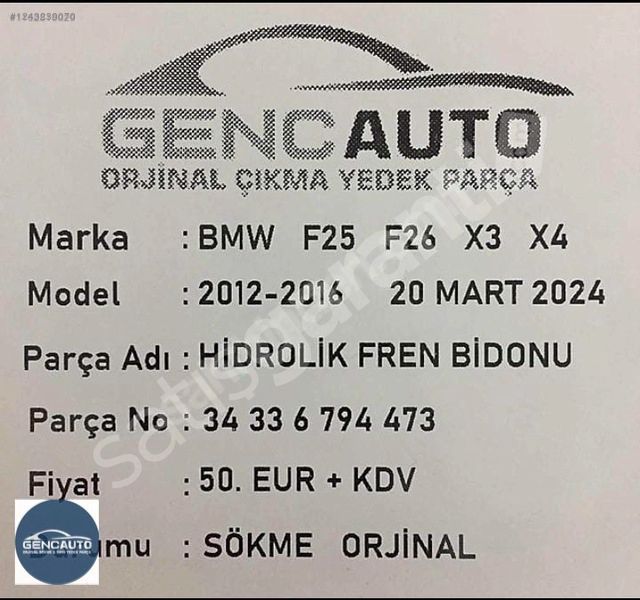 #1243839020
GENC AUTO
ORJİNAL ÇIKMA YEDEK PARÇA
Marka : BMW F25 F26 X3 X4
Model : 2012-2016 20 MART 2024
Parça Adı : HİDROLİK FREN BİDONU
Parça No : 34 33 6 794 473
Fiyat : 50. EUR + KDV
: SÖKME ORJİNAL
GENCAUTO